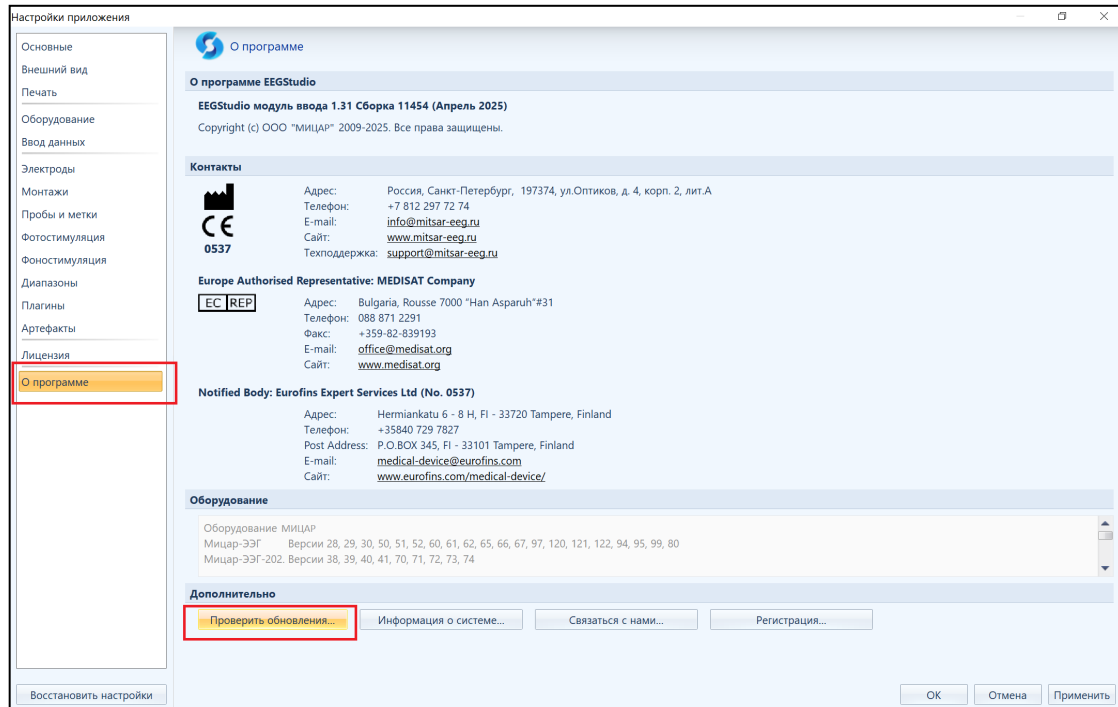 Настройки приложения
Основные
Внешний вид
Печать
Оборудование
Ввод данных
Электроды
Монтажи
Пробы и метки
Фотостимуляция
Фоностимуляция
Диапазоны
Плагины
Артефакты
Лицензия
О программе
Восстановить настройки
О программе
О программе EEGStudio
EEGStudio модуль ввода 1.31 Сборка 11454 (Апрель 2025)
Copyright (c) ООО "МИЦАР" 2009-2025. Все права защищены.
Контакты
0537
Адрес: Россия, Санкт-Петербург, 197374, ул.Оптиков, д. 4, корп. 2, лит.А
Телефон: +7 812 297 72 74
E-mail: info@mitsar-eeg.ru
Сайт: www.mitsar-eeg.ru
Техподдержка: support@mitsar-eeg.ru
Europe Authorised Representative: MEDISAT Company
EC REP
Адрес: Bulgaria, Rousse 7000 "Han Asparuh"#31
Телефон: 088 871 2291
Факс: +359-82-839193
E-mail: office@medisat.org
Сайт: www.medisat.org
Notified Body: Eurofins Expert Services Ltd (No. 0537)
Адрес: Hermiankatu 6 - 8 H, FI - 33720 Tampere, Finland
Телефон: +35840 729 7827
Post Address: P.O.BOX 345, FI - 33101 Tampere, Finland
E-mail: medical-device@eurofins.com
Сайт: www.eurofins.com/medical-device/
Оборудование
Оборудование МИЦАР
Мицар-ЭЭГ Версии 28, 29, 30, 50, 51, 52, 60, 61, 62, 65, 66, 67, 97, 120, 121, 122, 94, 95, 99, 80
Мицар-ЭЭГ-202. Версии 38, 39, 40, 41, 70, 71, 72, 73, 74
Дополнительно
Проверить обновления... Информация о системе... Связаться с нами... Регистрация...
ОК Отмена Применить